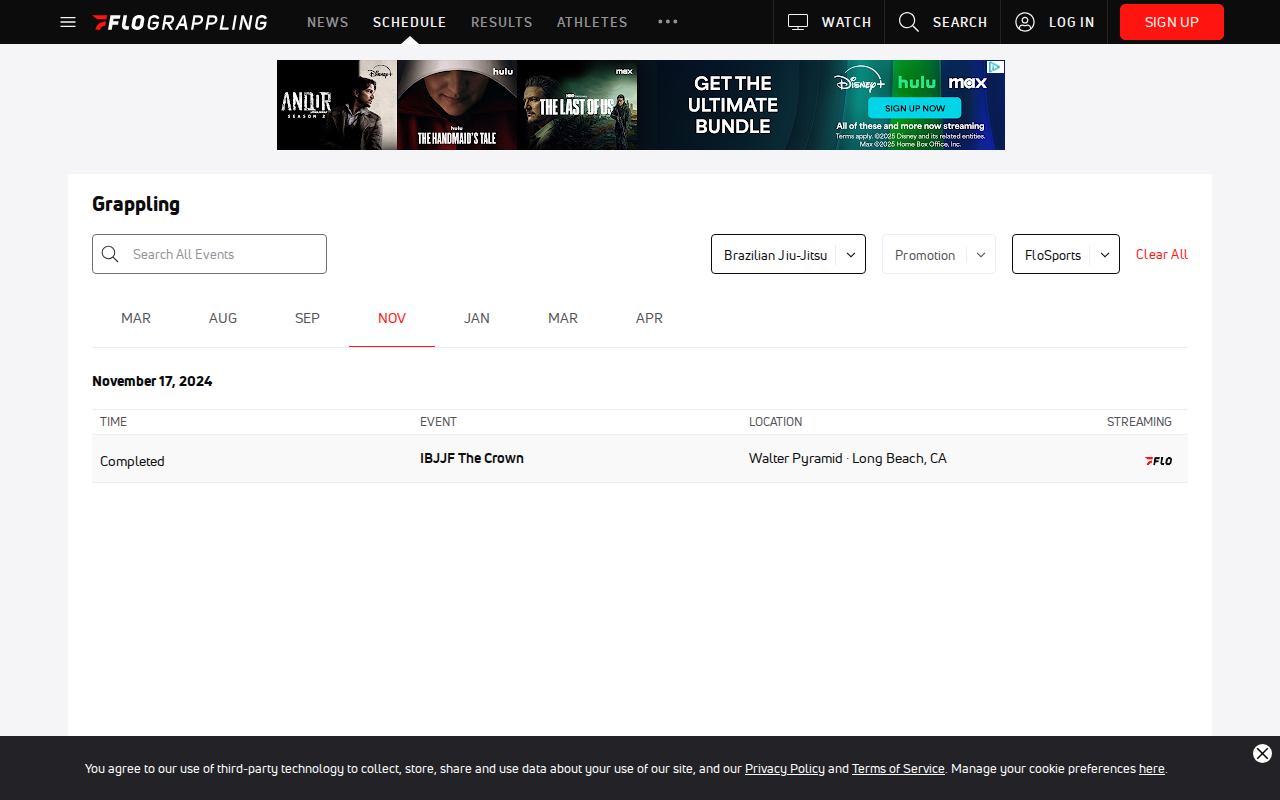 FLOGRAPPLING NEWS SCHEDULE RESULTS ATHLETES ••• WATCH SEARCH LOG IN SIGN UP
ANDOR
SEASON 2
Disney+
hulu
hulu
THE HANDMAID'S TALE
max
THE LAST OF US
GET THE
ULTIMATE
BUNDLE
Disney+ hulu max
SIGN UP NOW
All of these and more now streaming
Terms apply. ©2025 Disney and its related entities.
Max ©2025 Home Box Office, Inc.
Grappling
Search All Events Brazilian Jiu-Jitsu Promotion FloSports Clear All
MAR AUG SEP NOV JAN MAR APR
November 17, 2024
TIME EVENT LOCATION STREAMING
Completed IBJJF The Crown Walter Pyramid · Long Beach, CA FLO
You agree to our use of third-party technology to collect, store, share and use data about your use of our site, and our Privacy Policy and Terms of Service. Manage your cookie preferences here.